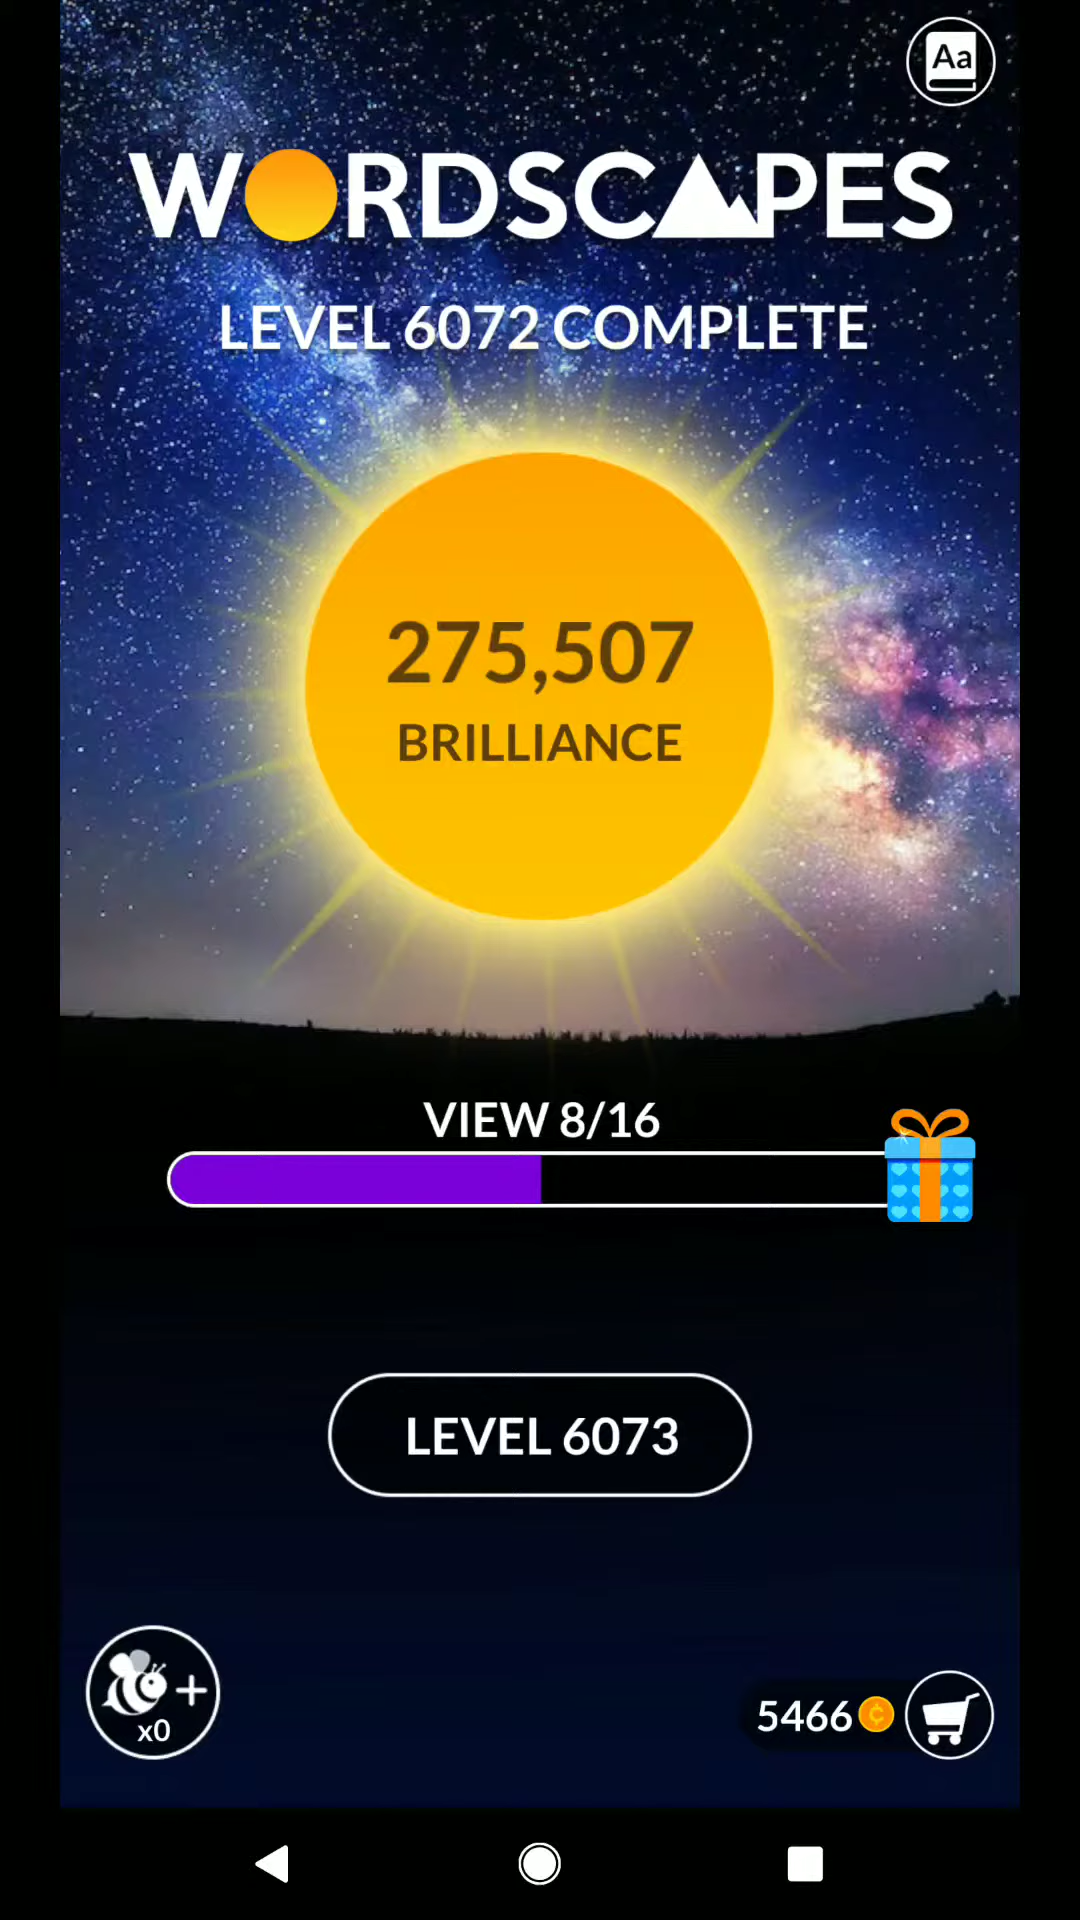 Aa
WORDSCAPES
LEVEL 6072 COMPLETE
275,507
BRILLIANCE
VIEW 8/16
LEVEL 6073
+
x0
5466 ¢